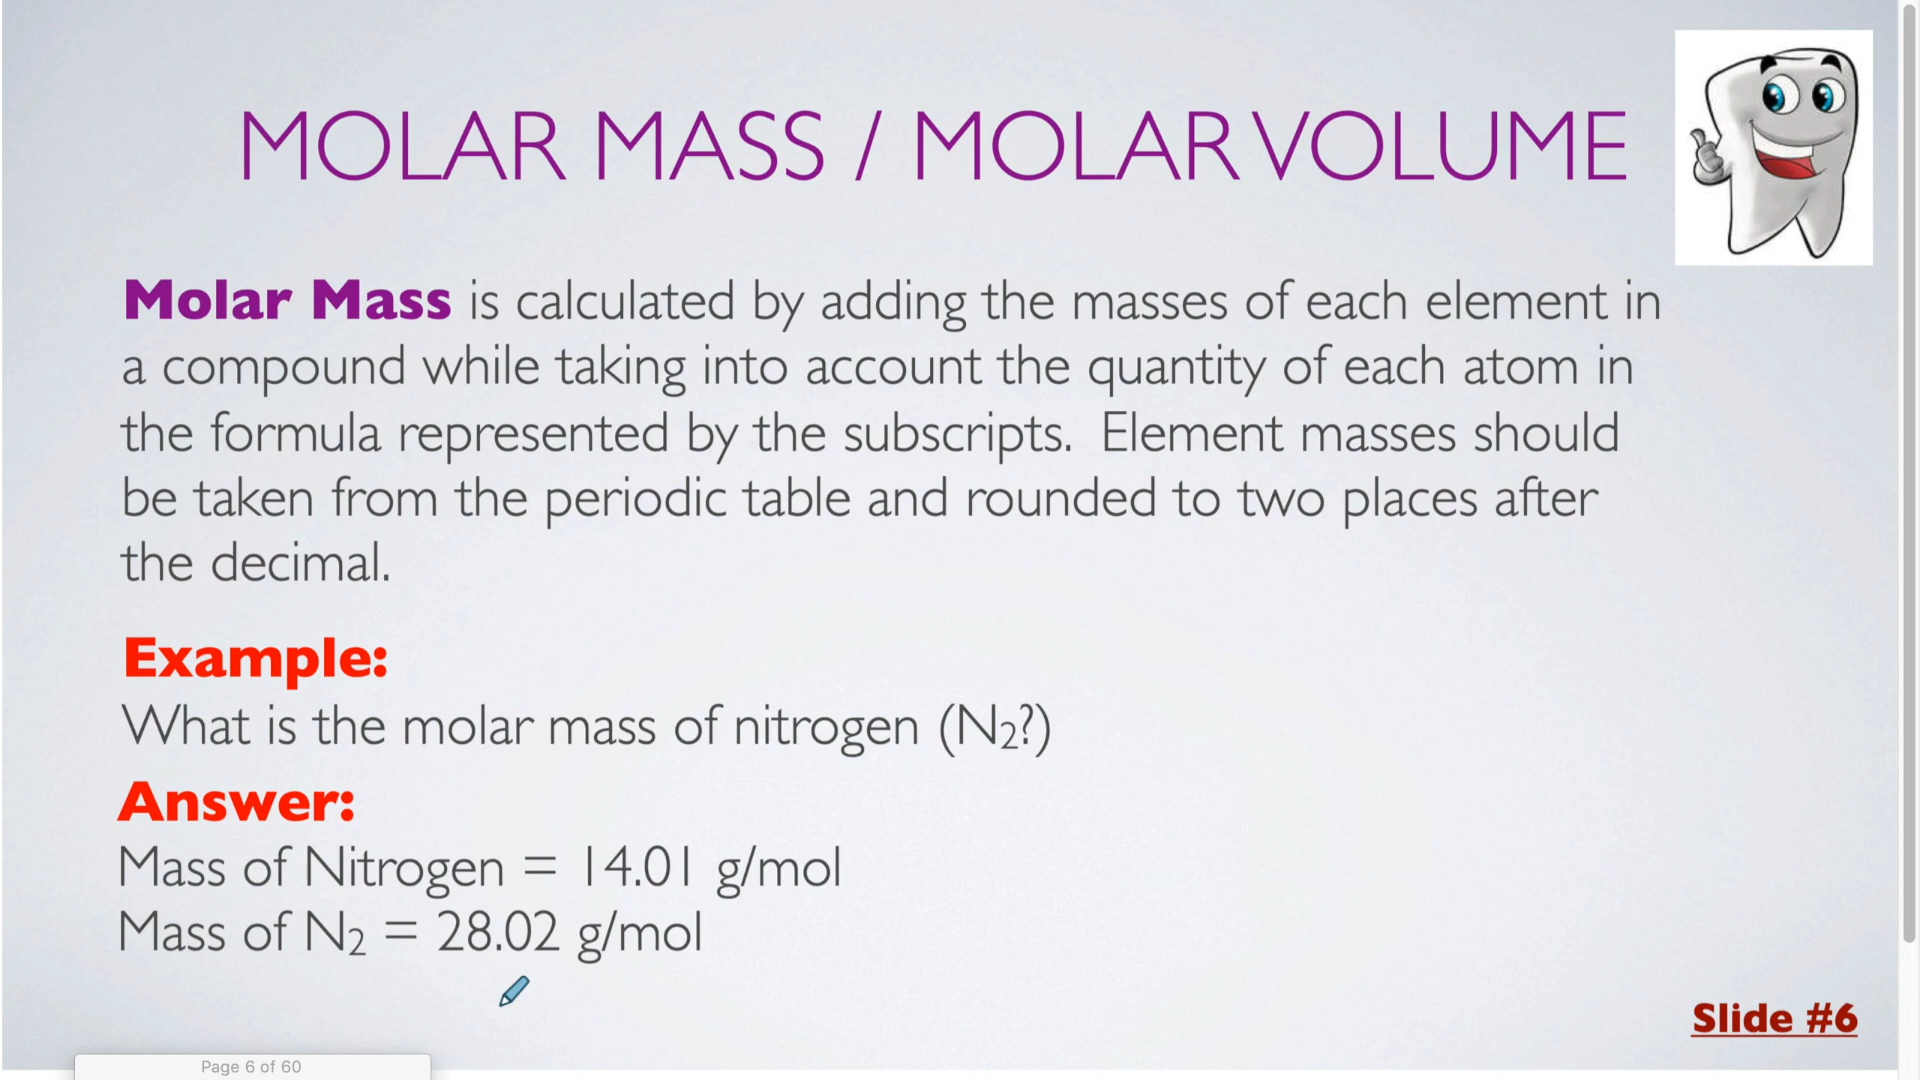 MOLAR MASS / MOLAR VOLUME
Molar Mass is calculated by adding the masses of each element in
a compound while taking into account the quantity of each atom in
the formula represented by the subscripts. Element masses should
be taken from the periodic table and rounded to two places after
the decimal.
Example:
What is the molar mass of nitrogen (N₂?)
Answer:
Mass of Nitrogen = 14.01 g/mol
Mass of N₂ = 28.02 g/mol
Slide #6
Page 6 of 60